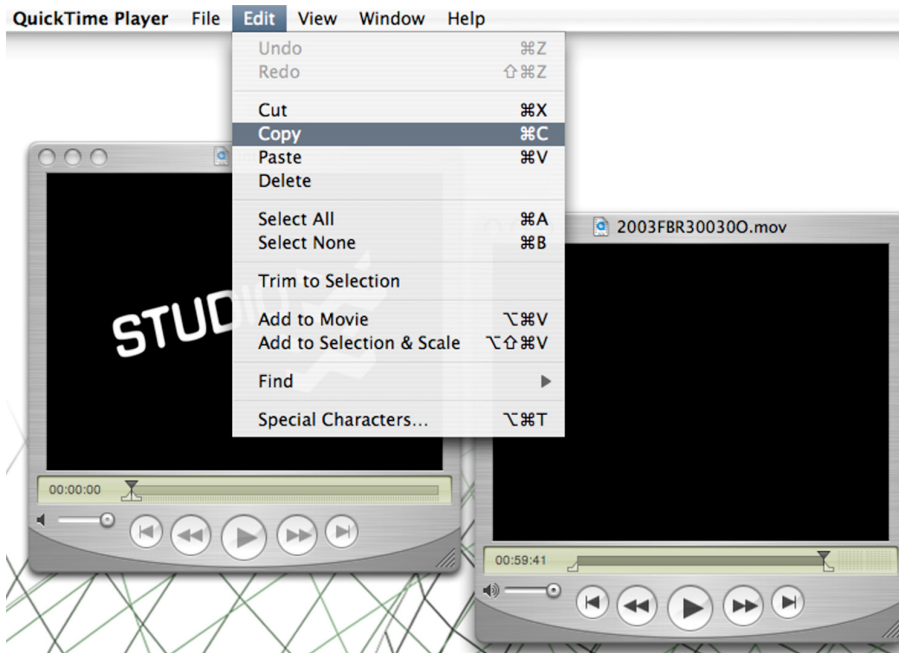 QuickTime Player File Edit View Window Help
Undo ⌘Z
Redo ⇧⌘Z
Cut ⌘X
Copy ⌘C
Paste ⌘V
Delete
Select All ⌘A
Select None ⌘B
Trim to Selection
Add to Movie ⌥⌘V
Add to Selection & Scale ⌥⇧⌘V
Find
Special Characters... ⌥⌘T
STUDIO
00:00:00
2003FBR30030O.mov
00:59:41